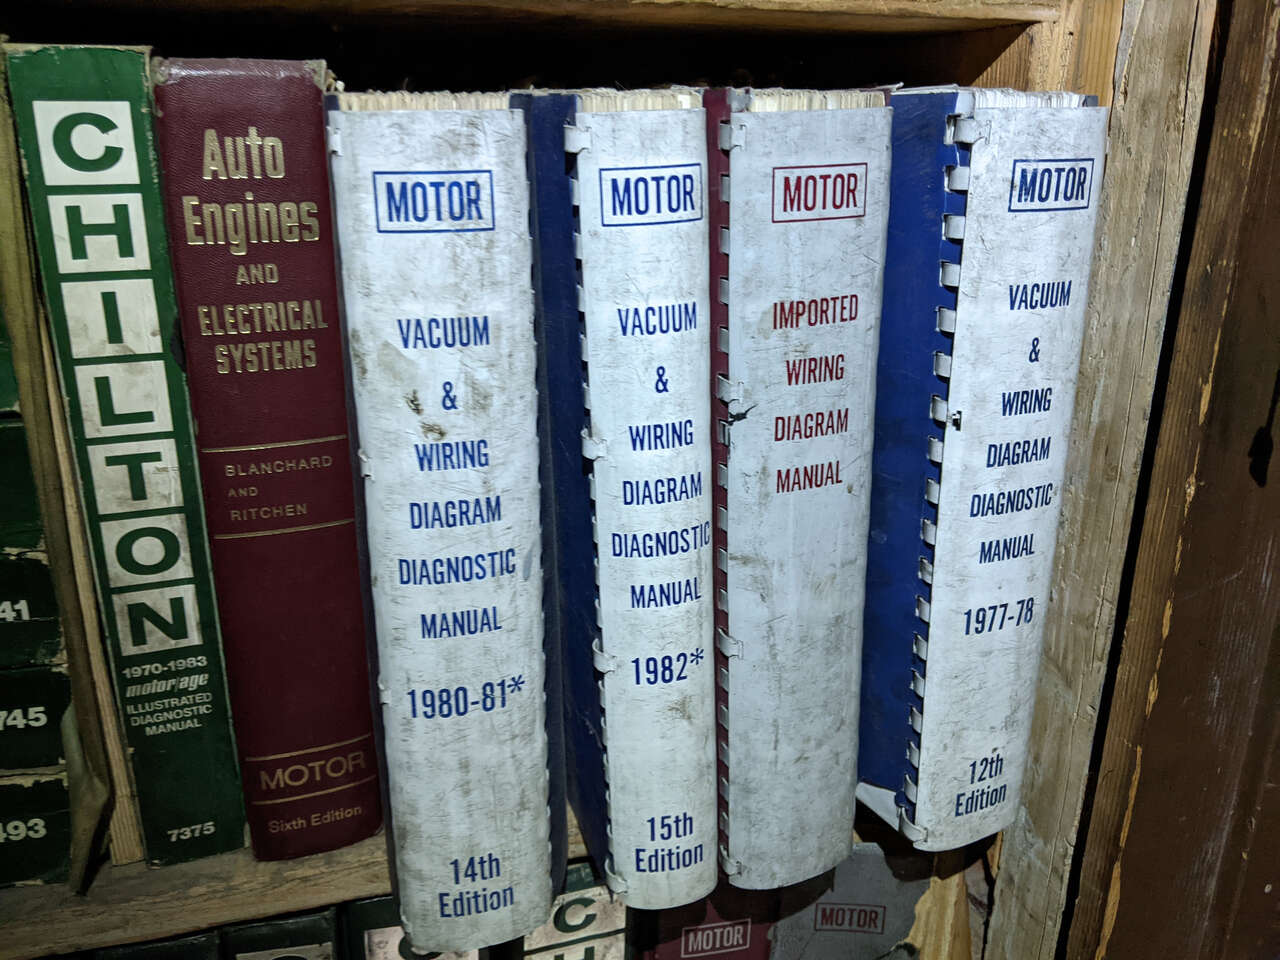 41
745
493
CHILTON
1970-1983
motor/age
ILLUSTRATED
DIAGNOSTIC
MANUAL
7375
Auto
Engines
AND
ELECTRICAL
SYSTEMS
BLANCHARD
AND
RITCHEN
MOTOR
Sixth Edition
MOTOR
VACUUM
&
WIRING
DIAGRAM
DIAGNOSTIC
MANUAL
1980-81*
14th
Edition
MOTOR
VACUUM
&
WIRING
DIAGRAM
DIAGNOSTIC
MANUAL
1982*
15th
Edition
MOTOR
IMPORTED
WIRING
DIAGRAM
MANUAL
MOTOR
VACUUM
&
WIRING
DIAGRAM
DIAGNOSTIC
MANUAL
1977-78
12th
Edition
C
C
H
MOTOR
MOTOR